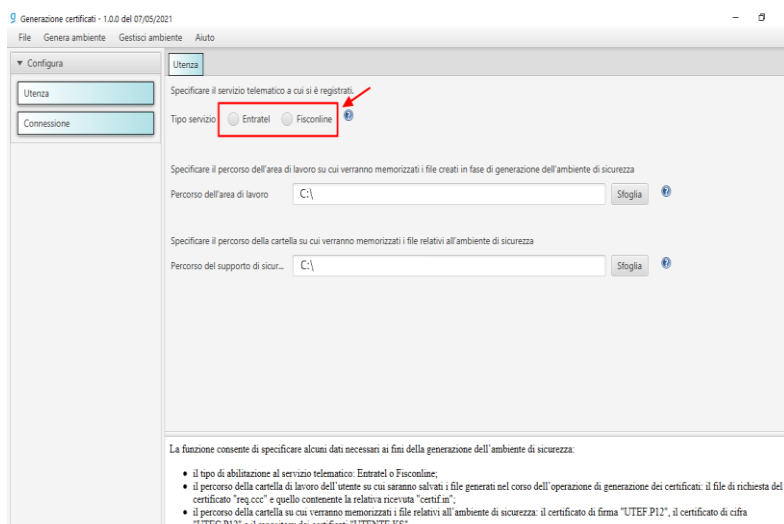 Generazione certificati - 1.0.0 del 07/05/2021
File Genera ambiente Gestisci ambiente Aiuto
Configura
Utenza
Connessione
Utenza
Specificare il servizio telematico a cui si è registrati.
Tipo servizio Entratel Fisconline
Specificare il percorso dell'area di lavoro su cui verranno memorizzati i file creati in fase di generazione dell'ambiente di sicurezza
Percorso dell'area di lavoro C:\ Sfoglia
Specificare il percorso della cartella su cui verranno memorizzati i file relativi all'ambiente di sicurezza
Percorso del supporto di sicur... C:\ Sfoglia
La funzione consente di specificare alcuni dati necessari ai fini della generazione dell'ambiente di sicurezza:
• il tipo di abilitazione al servizio telematico: Entratel o Fisconline;
• il percorso della cartella di lavoro dell'utente su cui saranno salvati i file generati nel corso dell'operazione di generazione dei certificati: il file di richiesta del
certificato "req.ccc" e quello contenente la relativa ricevuta "certif.in";
• il percorso della cartella su cui verranno memorizzati i file relativi all'ambiente di sicurezza: il certificato di firma "UTEF.P12", il certificato di cifra
"UTEC.P12" e il repository dei certificati "UTENTE.KS"